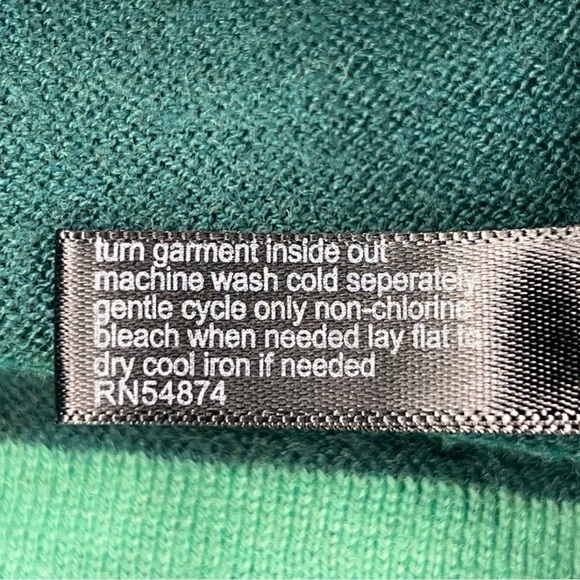 turn garment inside out
machine wash cold seperately
gentle cycle only non-chlorine
bleach when needed lay flat to
dry cool iron if needed
RN54874